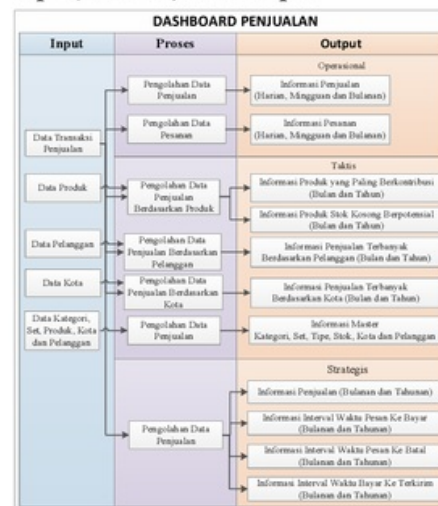 DASHBOARD PENJUALAN
Input
Proses
Output
Data Transaksi
Penjualan
Data Produk
Data Pelanggan
Data Kota
Data Kategori,
Set, Produk, Kota
dan Pelanggan
Pengolahan Data
Penjualan
Pengolahan Data
Pesanan
Pengolahan Data
Penjualan
Berdasarkan Produk
Pengolahan Data
Penjualan Berdasarkan
Pelanggan
Pengolahan Data
Penjualan Berdasarkan
Kota
Pengolahan Data
Penjualan
Pengolahan Data
Penjualan
Operasional
Informasi Penjualan
(Harian, Mingguan dan Bulanan)
Informasi Pesanan
(Harian, Mingguan dan Bulanan)
Taktis
Informasi Produk yang Paling Berkontribusi
(Bulan dan Tahun)
Informasi Produk Stok Kosong Berpotensial
(Bulan dan Tahun)
Informasi Penjualan Terbanyak
Berdasarkan Pelanggan (Bulan dan Tahun)
Informasi Penjualan Terbanyak
Berdasarkan Kota (Bulan dan Tahun)
Informasi Master
Kategori, Set, Tipe, Stok, Kota dan Pelanggan
Strategis
Informasi Penjualan (Bulanan dan Tahunan)
Informasi Interval Waktu Pesan Ke Bayar
(Bulanan dan Tahunan)
Informasi Interval Waktu Pesan Ke Batal
(Bulanan dan Tahunan)
Informasi Interval Waktu Bayar Ke Terkirim
(Bulanan dan Tahunan)